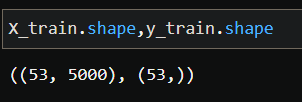 X_train.shape,y_train.shape
((53, 5000), (53,))